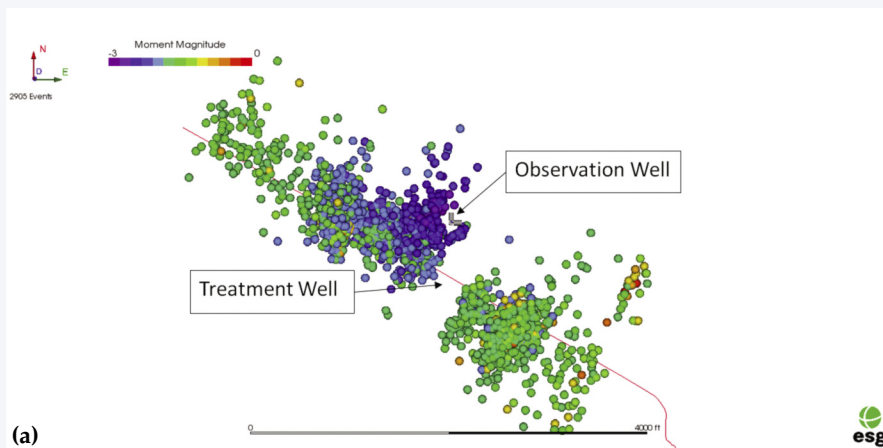 N
D E
2905 Events
Moment Magnitude
-3 0
Observation Well
Treatment Well
0 4000 ft
(a)
esg